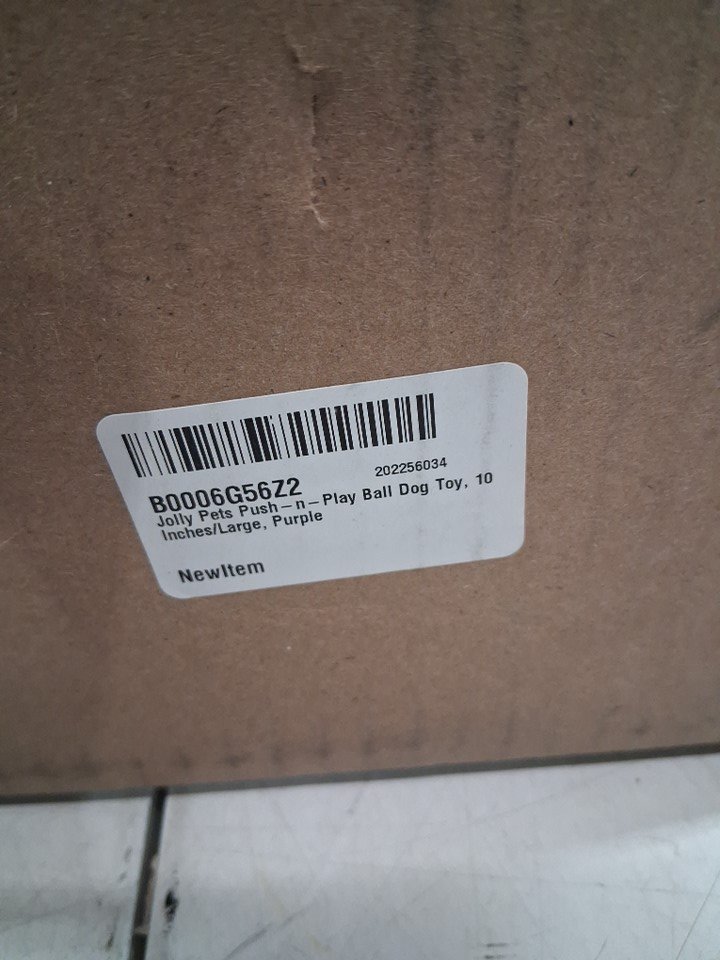 202256034
B0006G56Z2
Jolly Pets Push-n-Play Ball Dog Toy, 10
Inches/Large, Purple
NewItem